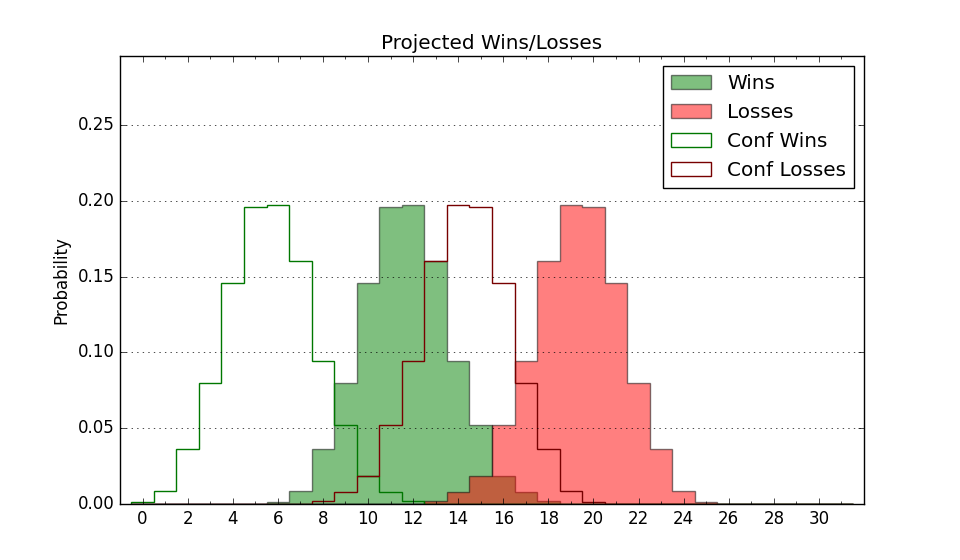 Projected Wins/Losses
Wins
Losses
Conf Wins
Conf Losses
Probability
0.25
0.20
0.15
0.10
0.05
0.00
0 2 4 6 8 10 12 14 16 18 20 22 24 26 28 30